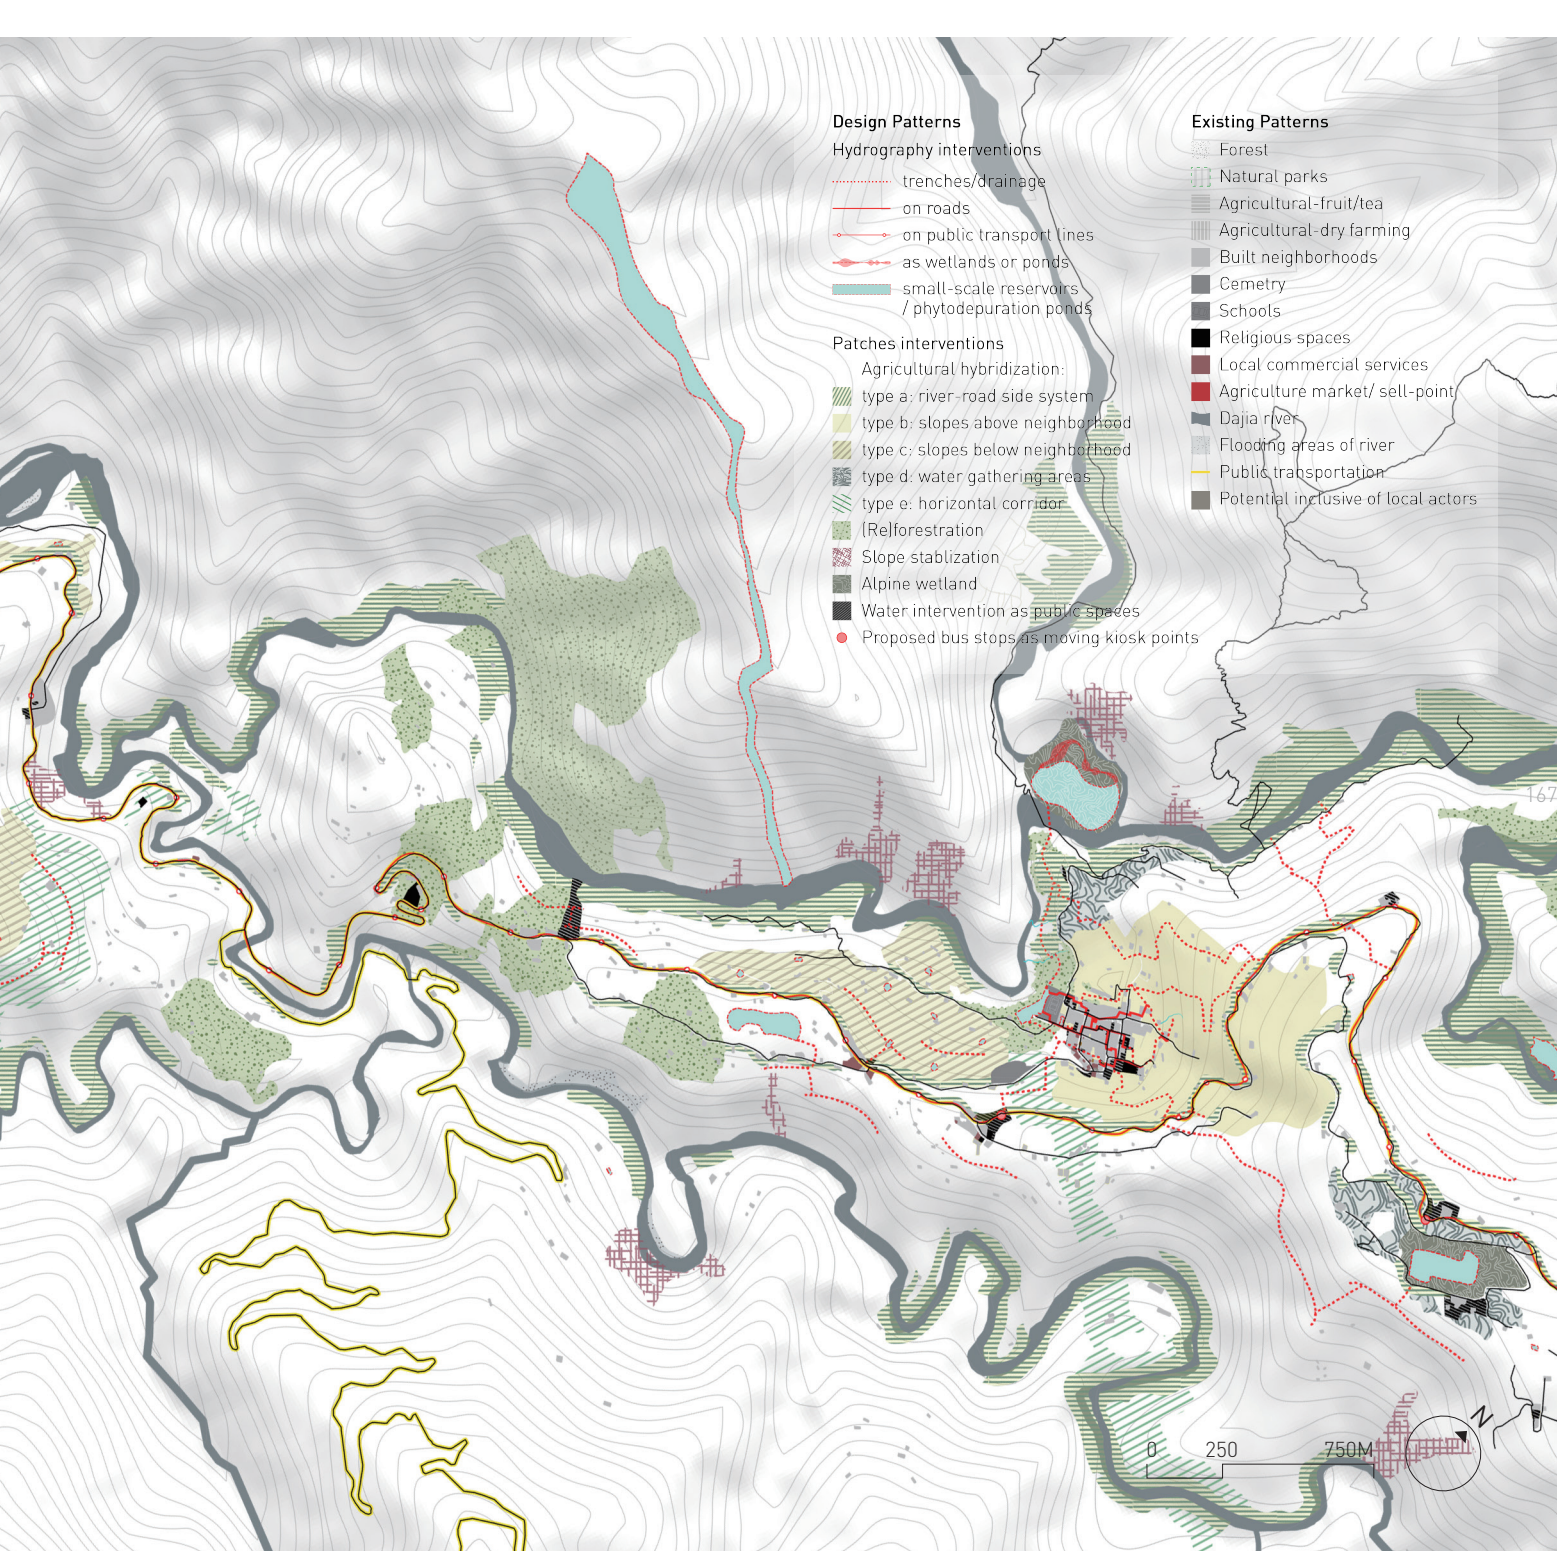 Design Patterns
Hydrography interventions
trenches/drainage
on roads
on public transport lines
as wetlands or ponds
small-scale reservoirs
/ phytodepuration ponds
Patches interventions
Agricultural hybridization:
type a: river-road side system
type b: slopes above neighborhood
type c: slopes below neighborhood
type d: water gathering areas
type e: horizontal corridor
(Re)forestration
Slope stablization
Alpine wetland
Water intervention as public spaces
Proposed bus stops as moving kiosk points
Existing Patterns
Forest
Natural parks
Agricultural-fruit/tea
Agricultural-dry farming
Built neighborhoods
Cemetry
Schools
Religious spaces
Local commercial services
Agriculture market/ sell-point
Dajia river
Flooding areas of river
Public transportation
Potential inclusive of local actors
167
0 250 750M
N